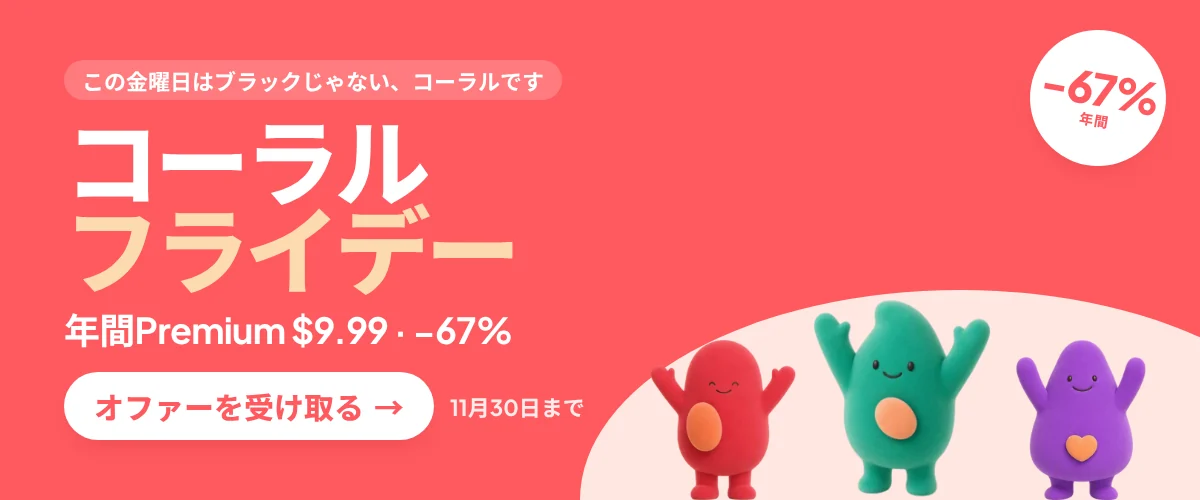 この金曜日はブラックじゃない、コーラルです
コーラル
フライデー
年間Premium $9.99 · −67%
オファーを受け取る →
11月30日まで
−67%
年間